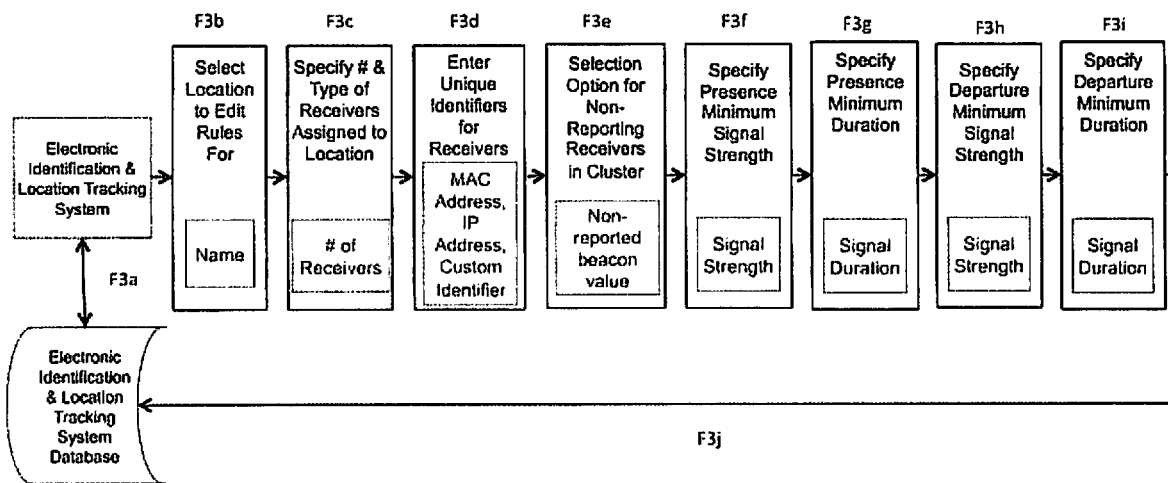 F3b
F3c
F3d
F3e
F3f
F3g
F3h
F3i
Electronic
Identification &
Location Tracking
System
Select
Location
to Edit
Rules
For
Name
Specify # &
Type of
Receivers
Assigned to
Location
# of
Receivers
Enter
Unique
Identifiers
for
Receivers
MAC
Address,
IP
Address,
Custom
Identifier
Selection
Option for
Non-
Reporting
Receivers
in Cluster
Non-
reported
beacon
value
Specify
Presence
Minimum
Signal
Strength
Signal
Strength
Specify
Presence
Minimum
Duration
Signal
Duration
Specify
Departure
Minimum
Signal
Strength
Signal
Strength
Specify
Departure
Minimum
Duration
Signal
Duration
F3a
Electronic
Identification
& Location
Tracking
System
Database
F3j